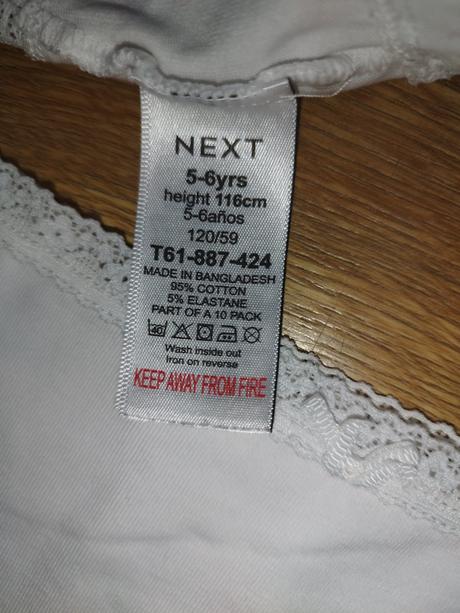 NEXT
5-6yrs
height 116cm
5-6años
120/59
T61-887-424
MADE IN BANGLADESH
95% COTTON
5% ELASTANE
PART OF A 10 PACK
40
Wash inside out
Iron on reverse
KEEP AWAY FROM FIRE